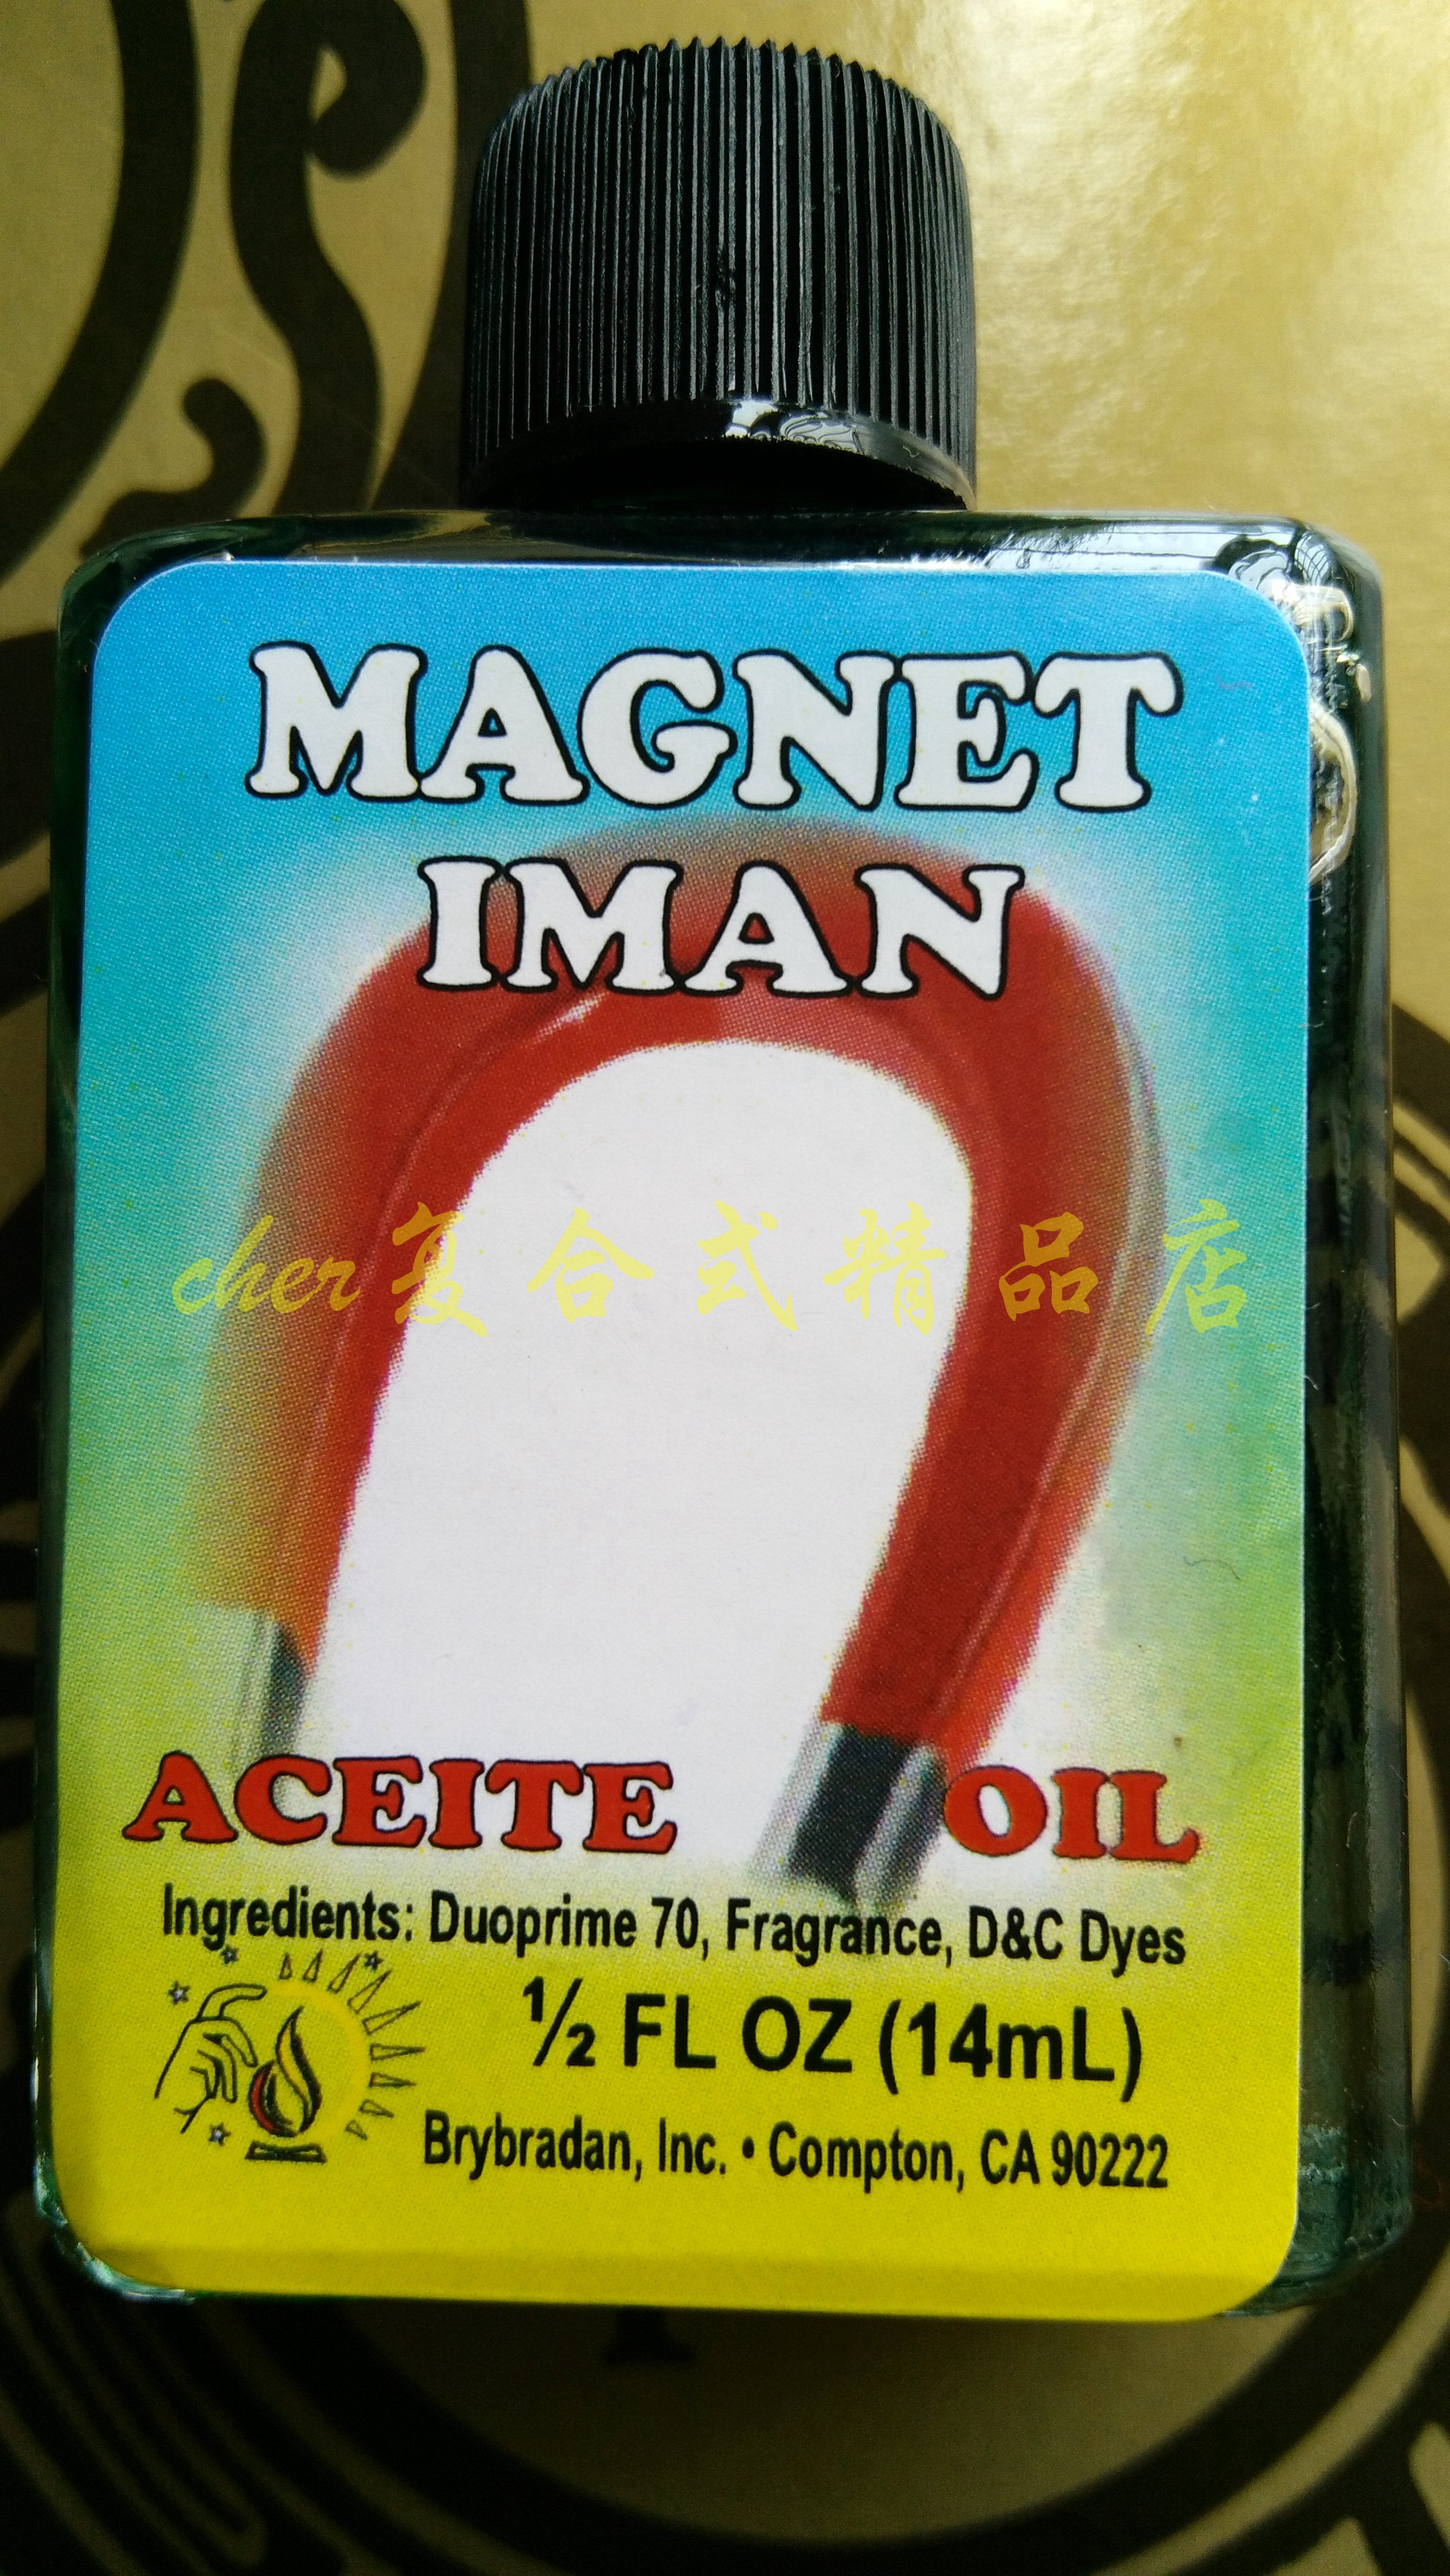 MAGNET
IMAN
cher复合式精品店
ACEITE OIL
Ingredients: Duoprime 70, Fragrance, D&C Dyes
½ FL OZ (14mL)
Brybradan, Inc. • Compton, CA 90222